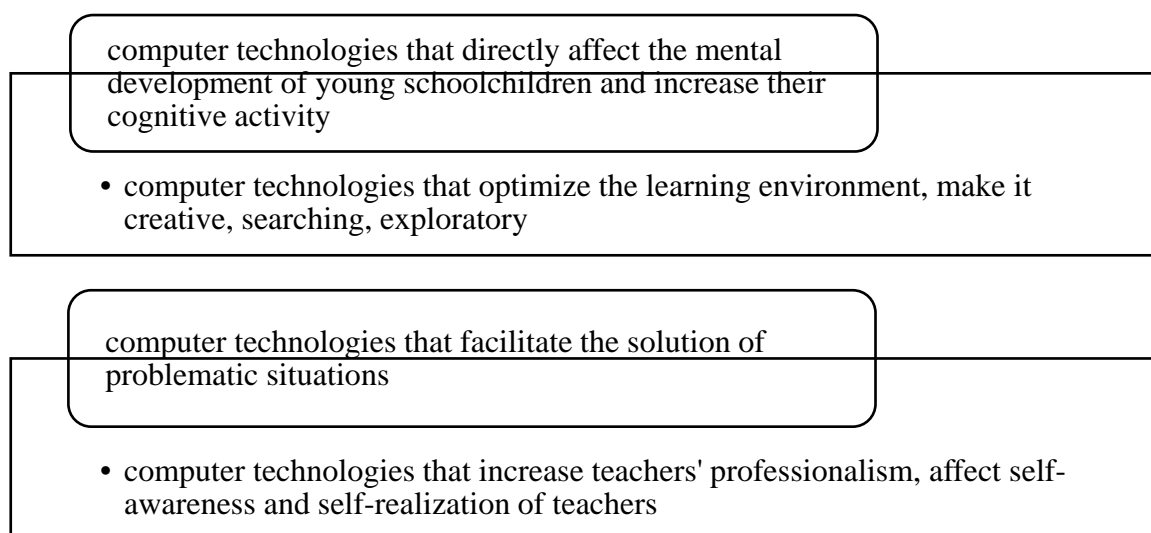 computer technologies that directly affect the mental
development of young schoolchildren and increase their
cognitive activity
• computer technologies that optimize the learning environment, make it
creative, searching, exploratory
computer technologies that facilitate the solution of
problematic situations
• computer technologies that increase teachers' professionalism, affect self-
awareness and self-realization of teachers